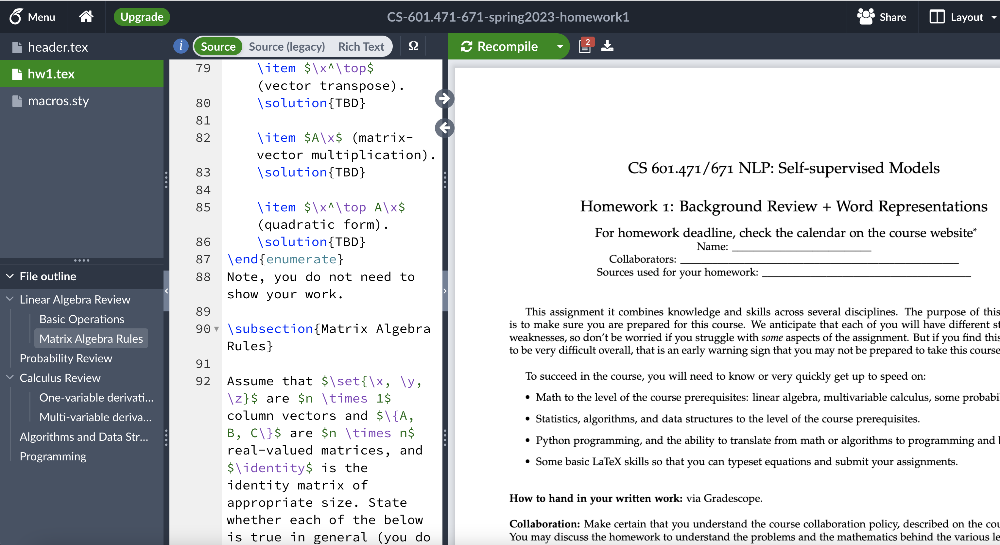 Menu
Upgrade
CS-601.471-671-spring2023-homework1
Share
Layout
header.tex
hw1.tex
macros.sty
File outline
Linear Algebra Review
Basic Operations
Matrix Algebra Rules
Probability Review
Calculus Review
One-variable derivati...
Multi-variable deriva...
Algorithms and Data Str...
Programming
i
Source
Source (legacy)
Rich Text
Ω
79 \item $\x^\top$
(vector transpose).
80 \solution{TBD}
81
82 \item $A\x$ (matrix-
vector multiplication).
83 \solution{TBD}
84
85 \item $\x^\top A\x$
(quadratic form).
86 \solution{TBD}
87 \end{enumerate}
88 Note, you do not need to
show your work.
89
90 \subsection{Matrix Algebra
Rules}
91
92 Assume that $\set{\x, \y,
\z}$ are $n \times 1$
column vectors and $\{A,
B, C\}$ are $n \times n$
real-valued matrices, and
$\identity$ is the
identity matrix of
appropriate size. State
whether each of the below
is true in general (you do
Recompile
2
CS 601.471/671 NLP: Self-supervised Models
Homework 1: Background Review + Word Representations
For homework deadline, check the calendar on the course website*
Name:
Collaborators:
Sources used for your homework:
This assignment it combines knowledge and skills across several disciplines. The purpose of this
is to make sure you are prepared for this course. We anticipate that each of you will have different
weaknesses, so don't be worried if you struggle with some aspects of the assignment. But if you find this
to be very difficult overall, that is an early warning sign that you may not be prepared to take this course
To succeed in the course, you will need to know or very quickly get up to speed on:
• Math to the level of the course prerequisites: linear algebra, multivariable calculus, some
• Statistics, algorithms, and data structures to the level of the course prerequisites.
• Python programming, and the ability to translate from math or algorithms to programming and
• Some basic LaTeX skills so that you can typeset equations and submit your assignments.
How to hand in your written work: via Gradescope.
Collaboration: Make certain that you understand the course collaboration policy, described on the
You may discuss the homework to understand the problems and the mathematics behind the various